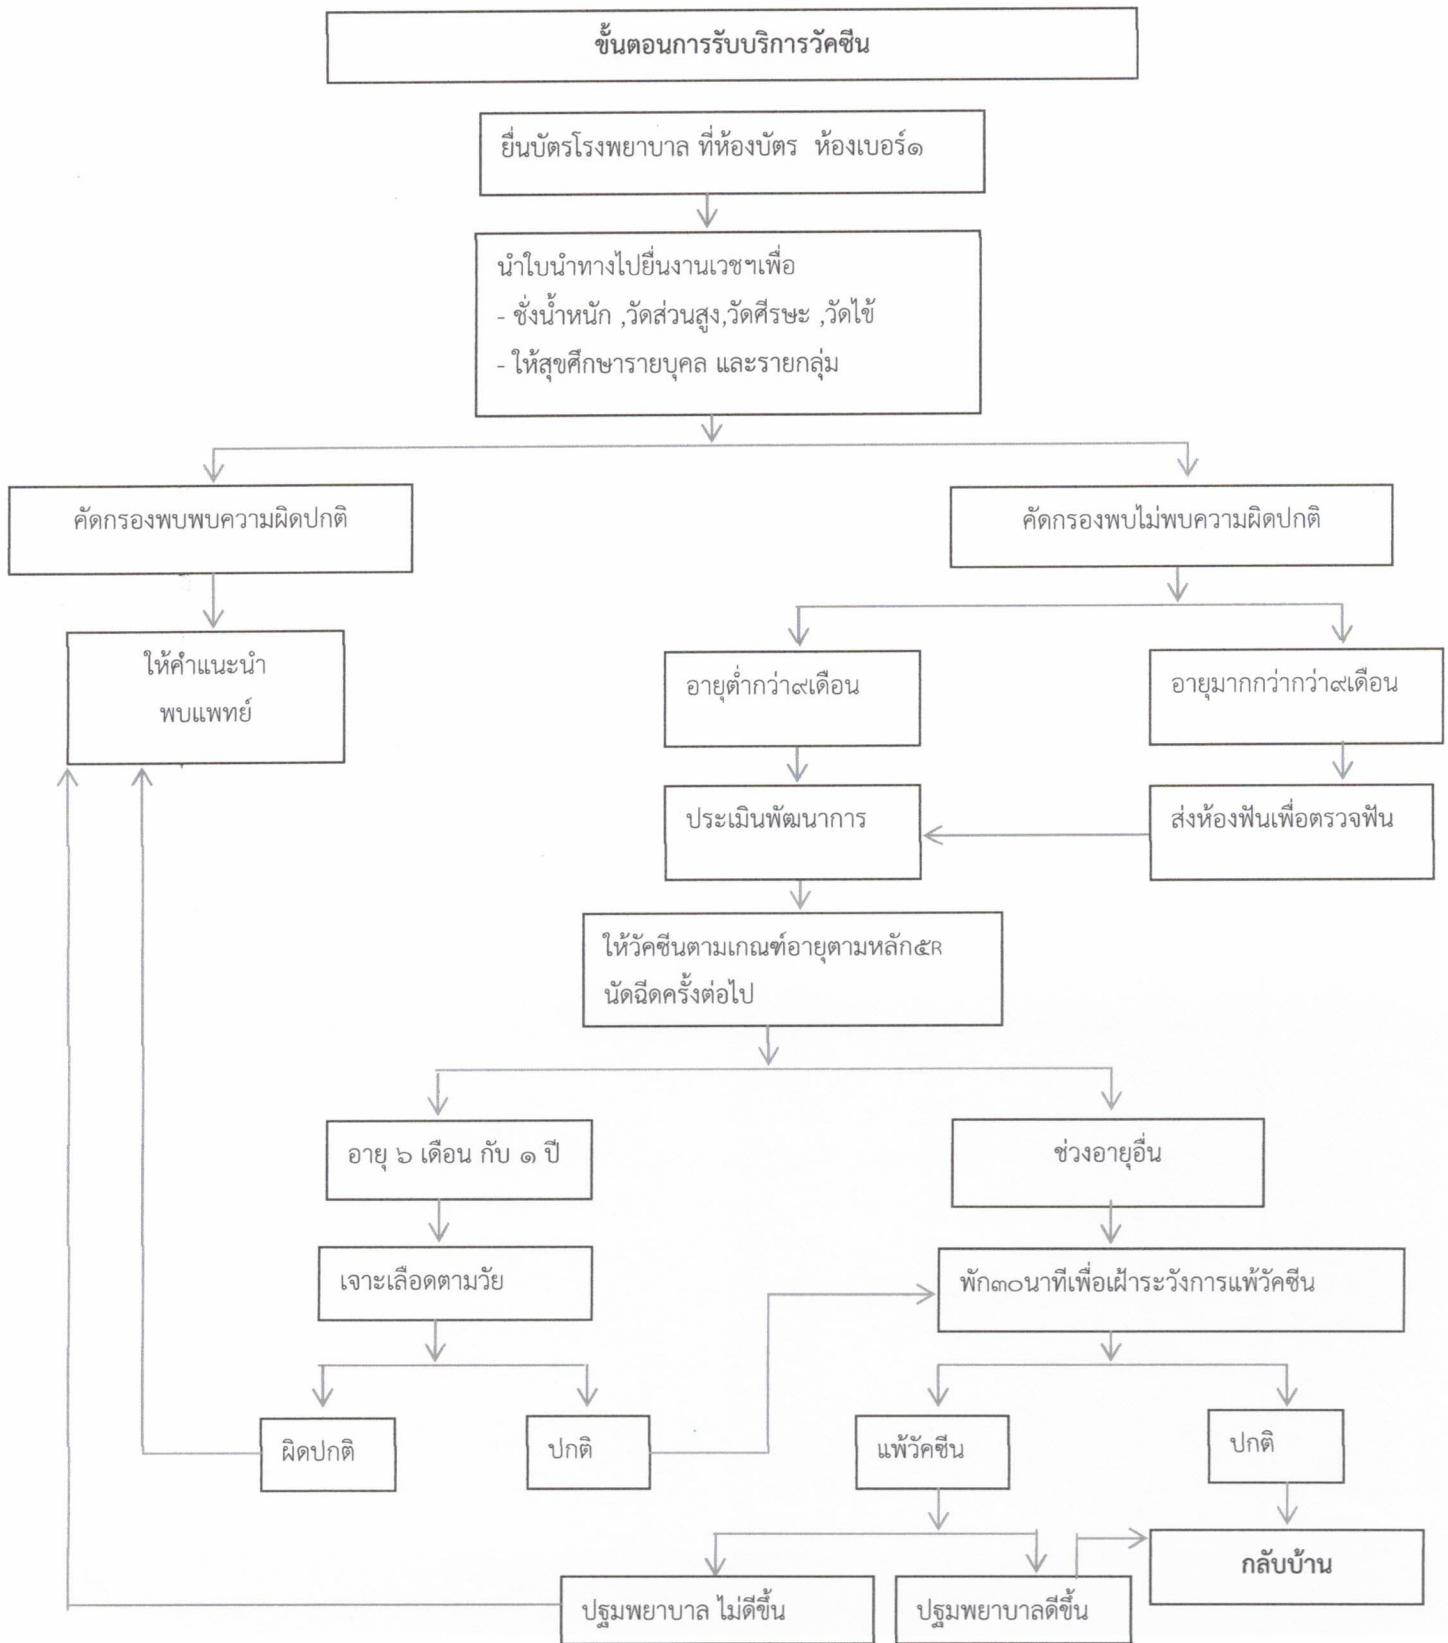 ขั้นตอนการรับบริการวัคซีน
ยื่นบัตรโรงพยาบาล ที่ห้องบัตร ห้องเบอร์๑
นำใบนำทางไปยื่นงานเวชฯเพื่อ
- ชั่งน้ำหนัก ,วัดส่วนสูง,วัดศีรษะ ,วัดไข้
- ให้สุขศึกษารายบุคล และรายกลุ่ม
คัดกรองพบพบความผิดปกติ
คัดกรองพบไม่พบความผิดปกติ
ให้คำแนะนำ
พบแพทย์
อายุต่ำกว่า๙เดือน
อายุมากกว่ากว่า๙เดือน
ประเมินพัฒนาการ
ส่งห้องฟันเพื่อตรวจฟัน
ให้วัคซีนตามเกณฑ์อายุตามหลัก๕R
นัดฉีดครั้งต่อไป
อายุ ๖ เดือน กับ ๑ ปี
ช่วงอายุอื่น
เจาะเลือดตามวัย
พัก๓๐นาทีเพื่อเฝ้าระวังการแพ้วัคซีน
ผิดปกติ
ปกติ
แพ้วัคซีน
ปกติ
กลับบ้าน
ปฐมพยาบาล ไม่ดีขึ้น
ปฐมพยาบาลดีขึ้น